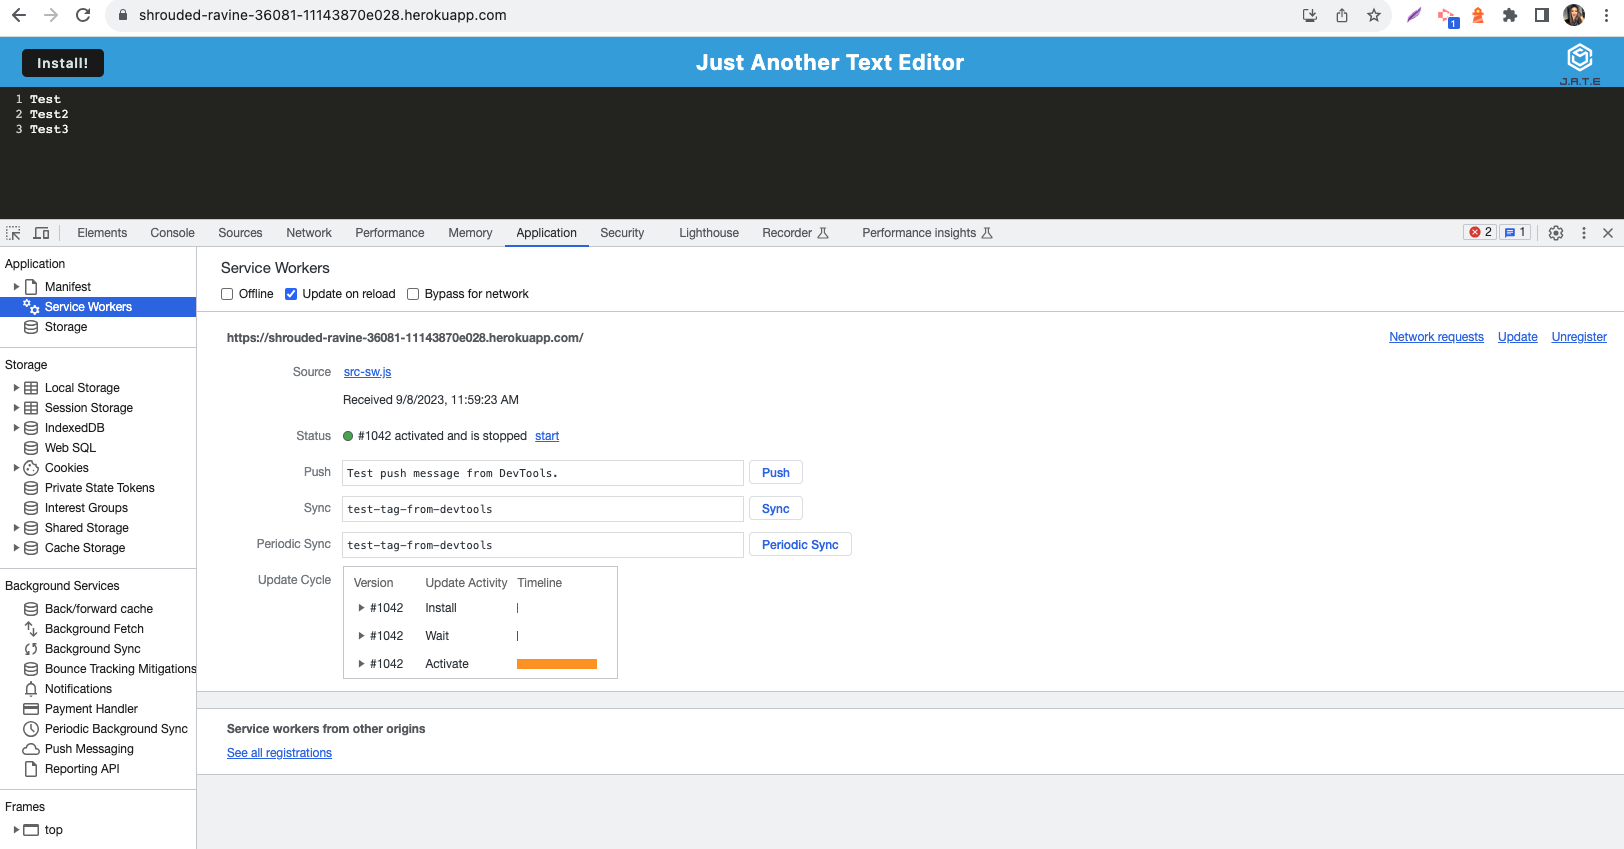 shrouded-ravine-36081-11143870e028.herokuapp.com
1
Install!
Just Another Text Editor
J.A.T.E
1 Test
2 Test2
3 Test3
Elements Console Sources Network Performance Memory Application Security Lighthouse Recorder Performance insights 2 1
Application
Manifest
Service Workers
Storage
Storage
Local Storage
Session Storage
IndexedDB
Web SQL
Cookies
Private State Tokens
Interest Groups
Shared Storage
Cache Storage
Background Services
Back/forward cache
Background Fetch
Background Sync
Bounce Tracking Mitigations
Notifications
Payment Handler
Periodic Background Sync
Push Messaging
Reporting API
Frames
top
Service Workers
Offline Update on reload Bypass for network
https://shrouded-ravine-36081-11143870e028.herokuapp.com/ Network requests Update Unregister
Source src-sw.js
Received 9/8/2023, 11:59:23 AM
Status #1042 activated and is stopped start
Push Test push message from DevTools. Push
Sync test-tag-from-devtools Sync
Periodic Sync test-tag-from-devtools Periodic Sync
Update Cycle Version Update Activity Timeline
#1042 Install
#1042 Wait
#1042 Activate
Service workers from other origins
See all registrations